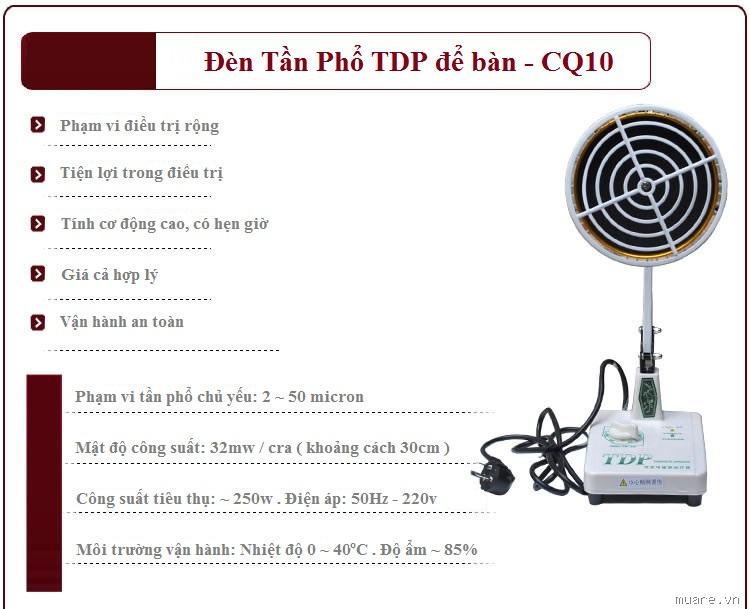 Đèn Tần Phổ TDP để bàn - CQ10
Phạm vi điều trị rộng
Tiện lợi trong điều trị
Tính cơ động cao, có hẹn giờ
Giá cả hợp lý
Vận hành an toàn
Phạm vi tần phổ chủ yếu: 2 ~ 50 micron
Mật độ công suất: 32mw / cra ( khoảng cách 30cm )
Công suất tiêu thụ: ~ 250w . Điện áp: 50Hz - 220v
Môi trường vận hành: Nhiệt độ 0 ~ 40ºC . Độ ẩm ~ 85%
TDP
muare.vn